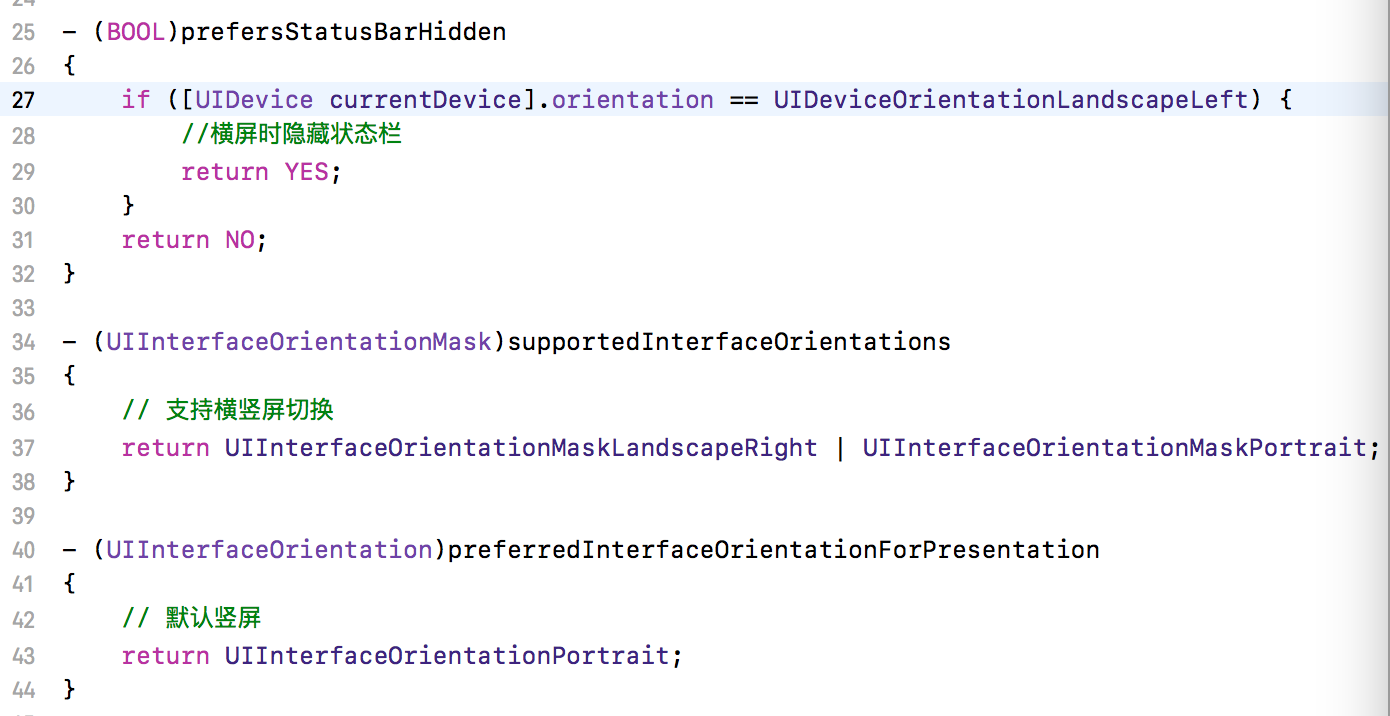 25 - (BOOL)prefersStatusBarHidden
26 {
27 if ([UIDevice currentDevice].orientation == UIDeviceOrientationLandscapeLeft) {
28 //横屏时隐藏状态栏
29 return YES;
30 }
31 return NO;
32 }
33
34 - (UIInterfaceOrientationMask)supportedInterfaceOrientations
35 {
36 // 支持横竖屏切换
37 return UIInterfaceOrientationMaskLandscapeRight | UIInterfaceOrientationMaskPortrait;
38 }
39
40 - (UIInterfaceOrientation)preferredInterfaceOrientationForPresentation
41 {
42 // 默认竖屏
43 return UIInterfaceOrientationPortrait;
44 }